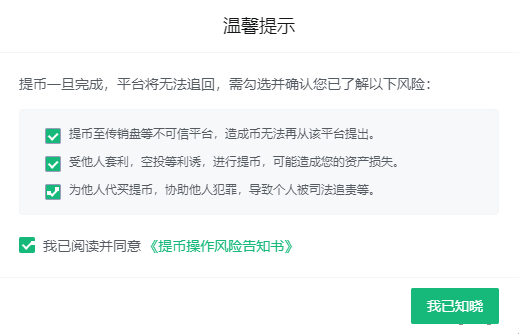 温馨提示
提币一旦完成，平台将无法追回，需勾选并确认您已了解以下风险：
提币至传销盘等不可信平台，造成币无法再从该平台提出。
受他人套利，空投等利诱，进行提币，可能造成您的资产损失。
为他人代买提币，协助他人犯罪，导致个人被司法追责等。
我已阅读并同意 《提币操作风险告知书》
我已知晓